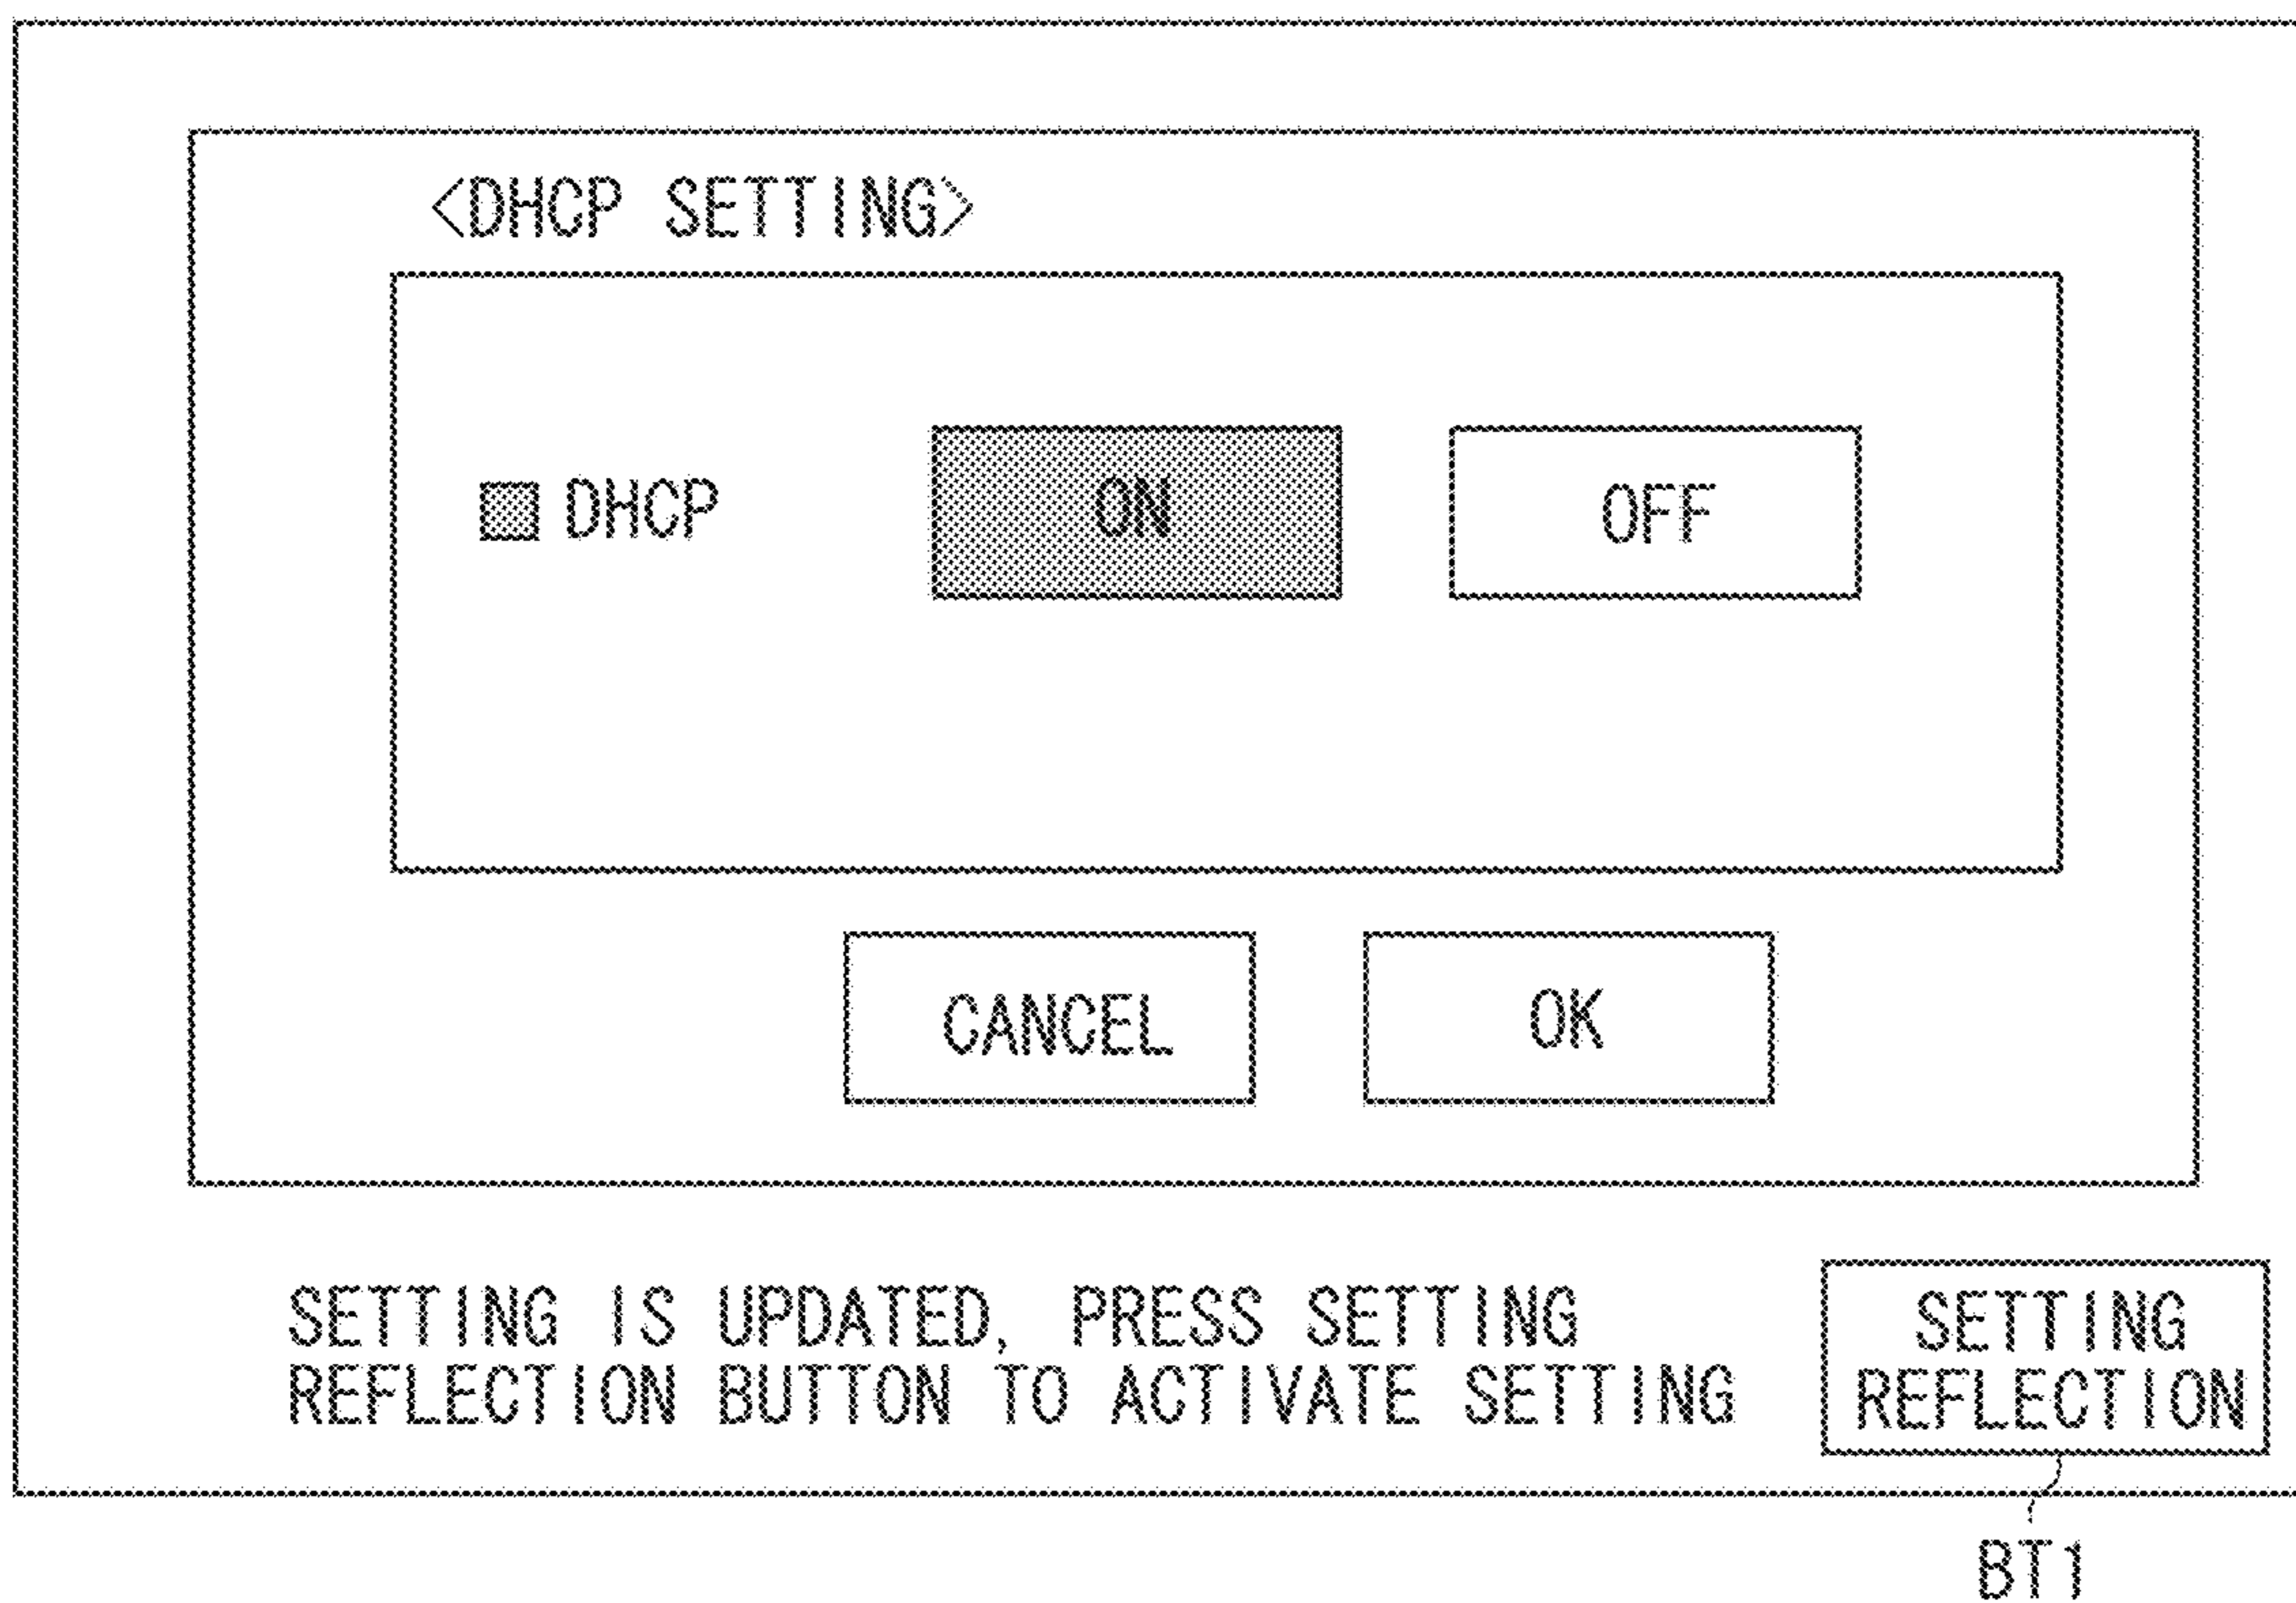 <DHCP SETTING>
DHCP ON OFF
CANCEL OK
SETTING IS UPDATED, PRESS SETTING
REFLECTION BUTTON TO ACTIVATE SETTING
SETTING
REFLECTION
BT1